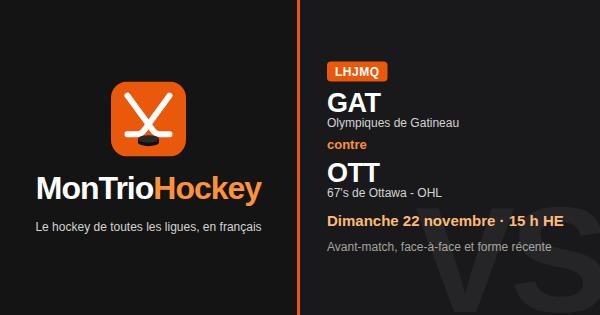 MonTrioHockey
Le hockey de toutes les ligues, en français
LHJMQ
GAT
Olympiques de Gatineau
contre
OTT
67's de Ottawa - OHL
Dimanche 22 novembre · 15 h HE
Avant-match, face-à-face et forme récente
VS